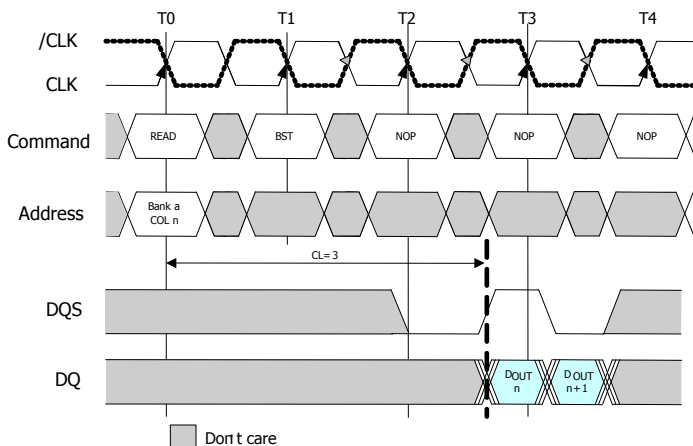 T0 T1 T2 T3 T4
/CLK
CLK
Command READ BST NOP NOP NOP
Address Bank a
COL n
CL= 3
DQS
DQ DOUT
n DOUT
n+1
Don't care